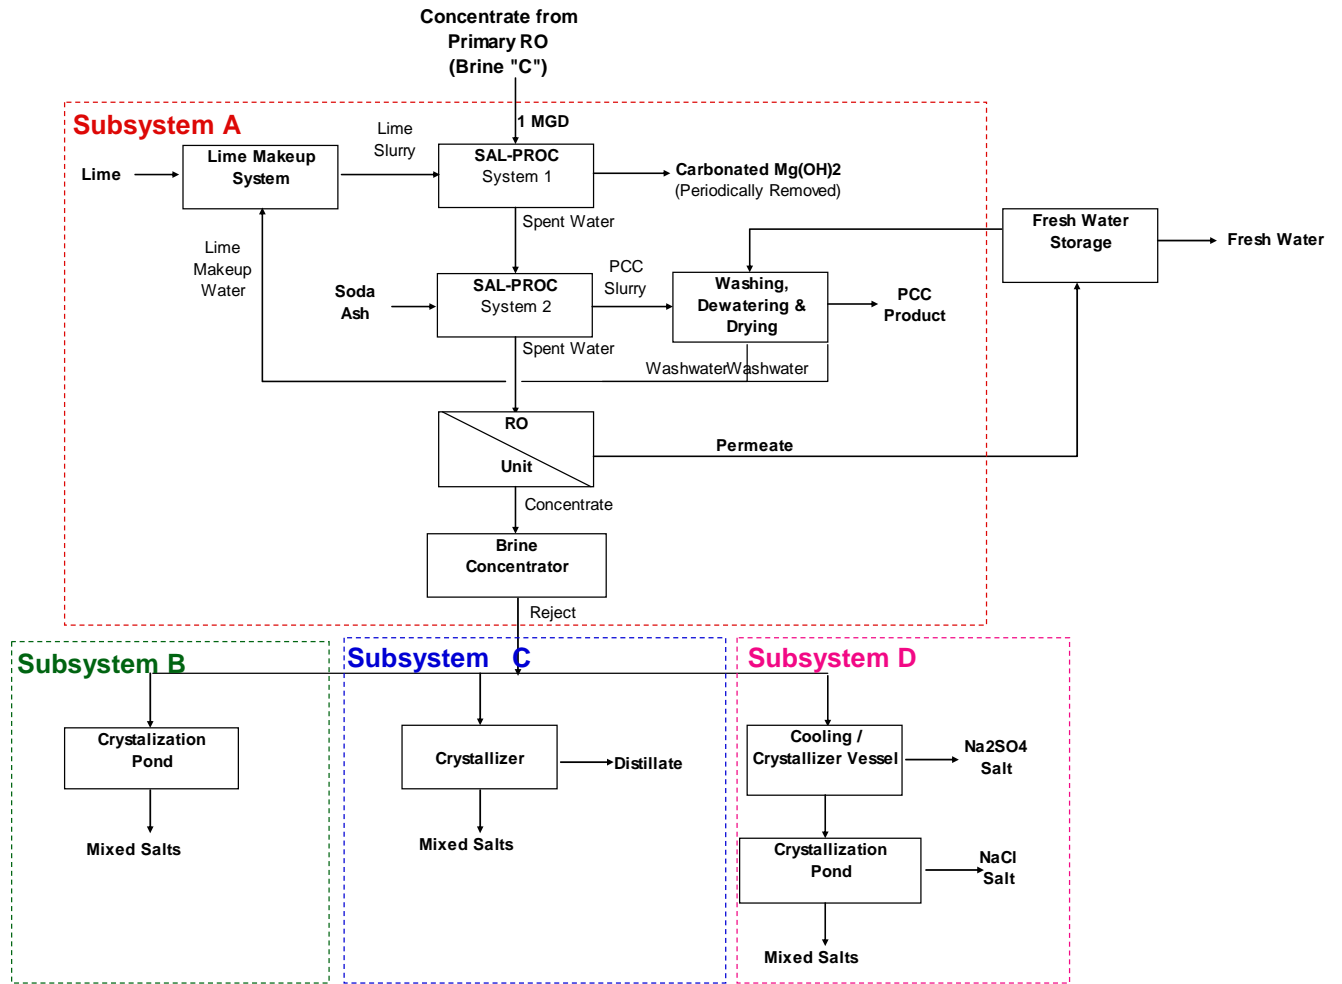 Concentrate from
Primary RO
(Brine "C")
Subsystem A
1 MGD
Lime
Slurry
Lime
Lime Makeup
System
SAL-PROC
System 1
Carbonated Mg(OH)2
(Periodically Removed)
Spent Water
Fresh Water
Storage
Fresh Water
Lime
Makeup
Water
Soda
Ash
SAL-PROC
System 2
PCC
Slurry
Washing,
Dewatering &
Drying
PCC
Product
Spent Water
Washwater
Washwater
RO
Unit
Permeate
Concentrate
Brine
Concentrator
Reject
Subsystem B
Subsystem C
Subsystem D
Crystalization
Pond
Mixed Salts
Crystallizer
Distillate
Mixed Salts
Cooling /
Crystallizer Vessel
Na2SO4
Salt
Crystallization
Pond
NaCl
Salt
Mixed Salts